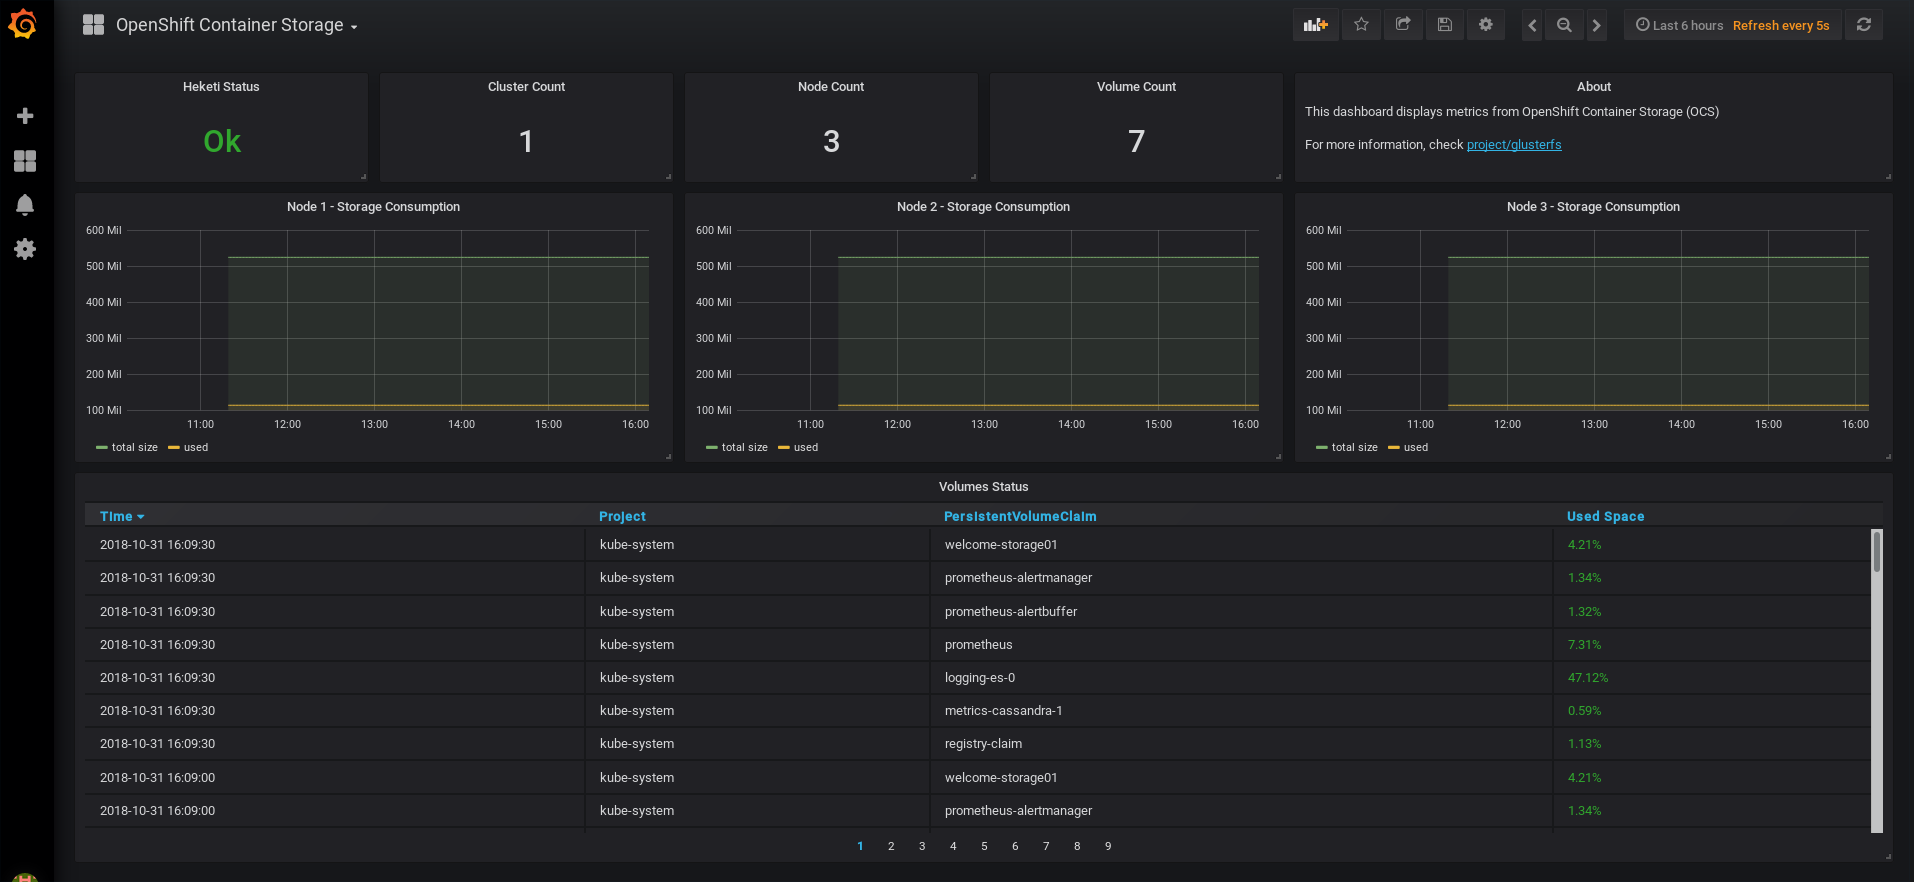 OpenShift Container Storage
Last 6 hours Refresh every 5s
Heketi Status
Ok
Cluster Count
1
Node Count
3
Volume Count
7
About
This dashboard displays metrics from OpenShift Container Storage (OCS)
For more information, check project/glusterfs
Node 1 - Storage Consumption
600 Mil
500 Mil
400 Mil
300 Mil
200 Mil
100 Mil
11:00 12:00 13:00 14:00 15:00 16:00
total size used
Node 2 - Storage Consumption
600 Mil
500 Mil
400 Mil
300 Mil
200 Mil
100 Mil
11:00 12:00 13:00 14:00 15:00 16:00
total size used
Node 3 - Storage Consumption
600 Mil
500 Mil
400 Mil
300 Mil
200 Mil
100 Mil
11:00 12:00 13:00 14:00 15:00 16:00
total size used
Volumes Status
Time Project PersistentVolumeClaim Used Space
2018-10-31 16:09:30 kube-system welcome-storage01 4.21%
2018-10-31 16:09:30 kube-system prometheus-alertmanager 1.34%
2018-10-31 16:09:30 kube-system prometheus-alertbuffer 1.32%
2018-10-31 16:09:30 kube-system prometheus 7.31%
2018-10-31 16:09:30 kube-system logging-es-0 47.12%
2018-10-31 16:09:30 kube-system metrics-cassandra-1 0.59%
2018-10-31 16:09:30 kube-system registry-claim 1.13%
2018-10-31 16:09:00 kube-system welcome-storage01 4.21%
2018-10-31 16:09:00 kube-system prometheus-alertmanager 1.34%
1 2 3 4 5 6 7 8 9